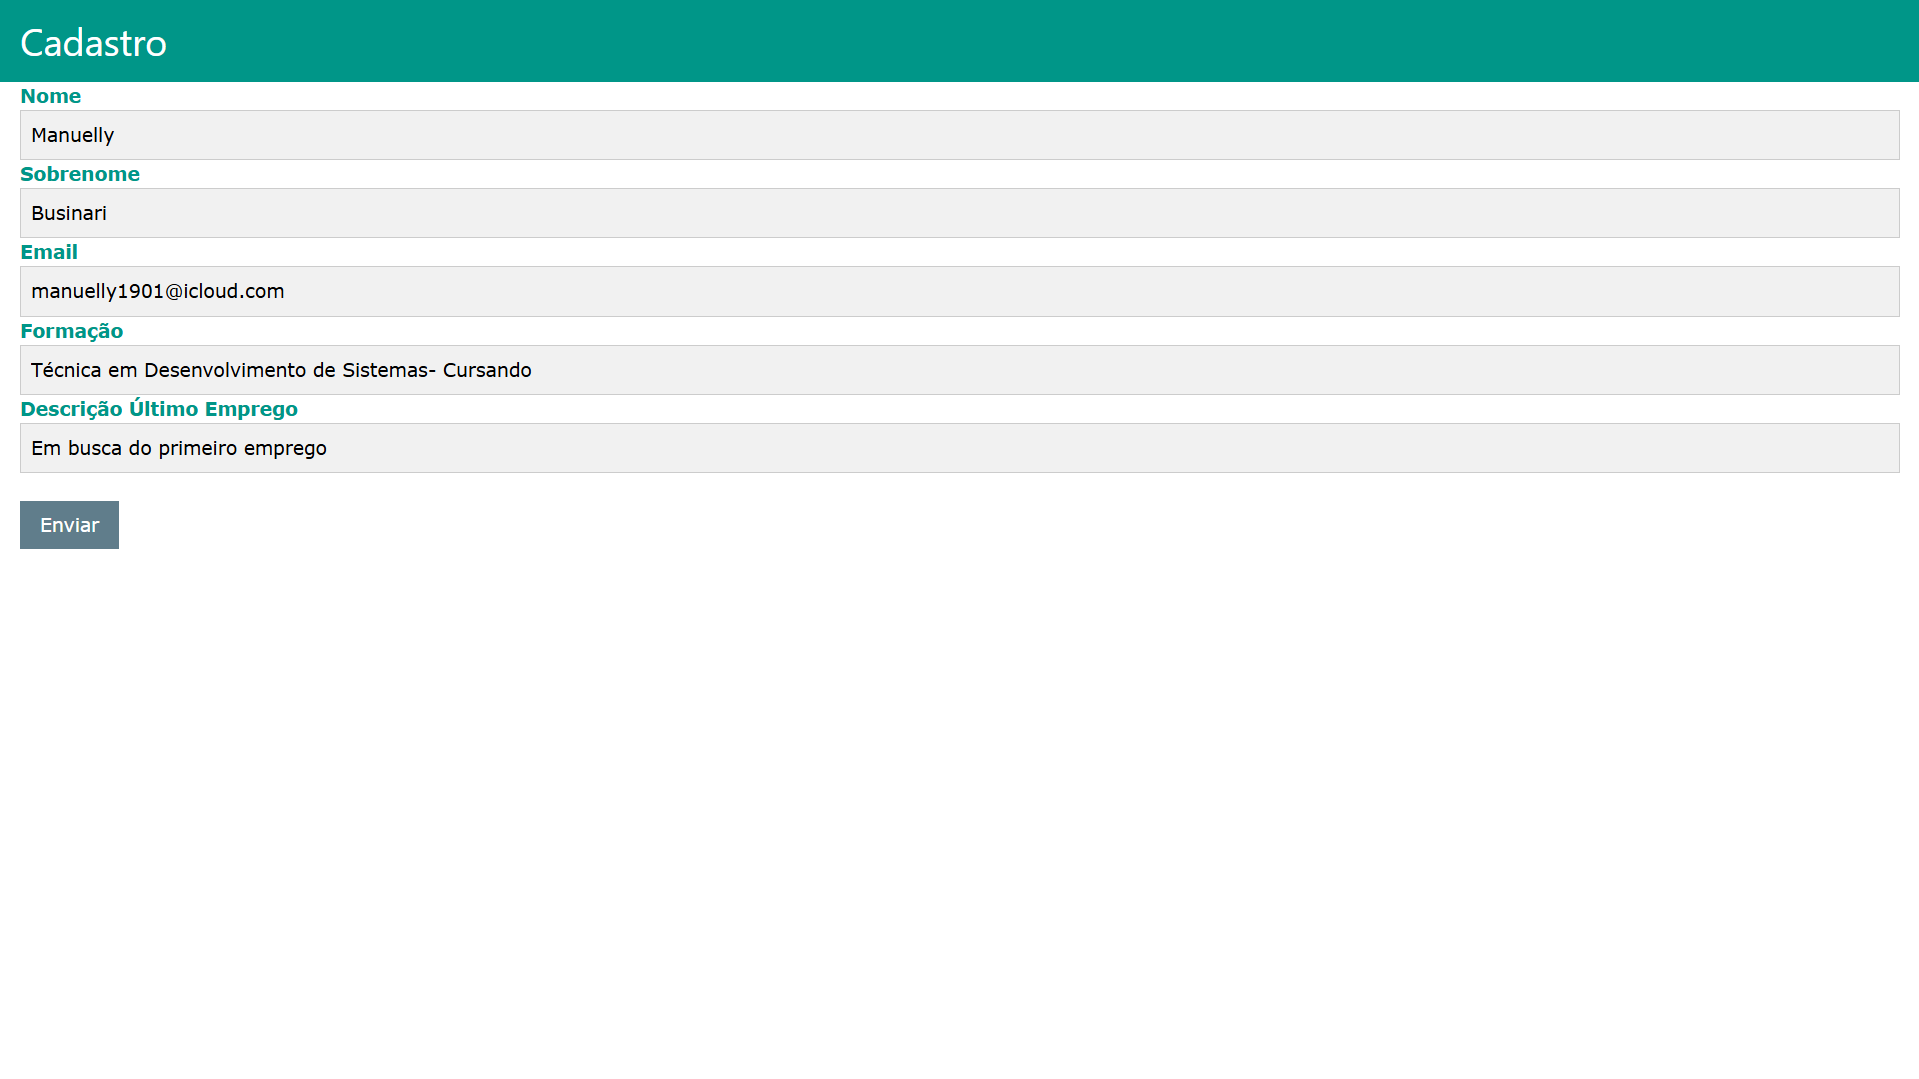 Cadastro
Nome
Manuelly
Sobrenome
Businari
Email
manuelly1901@icloud.com
Formação
Técnica em Desenvolvimento de Sistemas- Cursando
Descrição Último Emprego
Em busca do primeiro emprego
Enviar